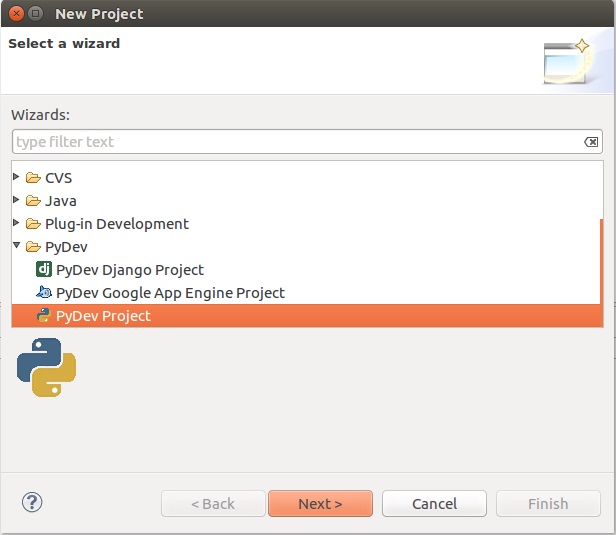 New Project
Select a wizard
Wizards:
type filter text
CVS
Java
Plug-in Development
PyDev
dj PyDev Django Project
PyDev Google App Engine Project
PyDev Project
? < Back Next > Cancel Finish